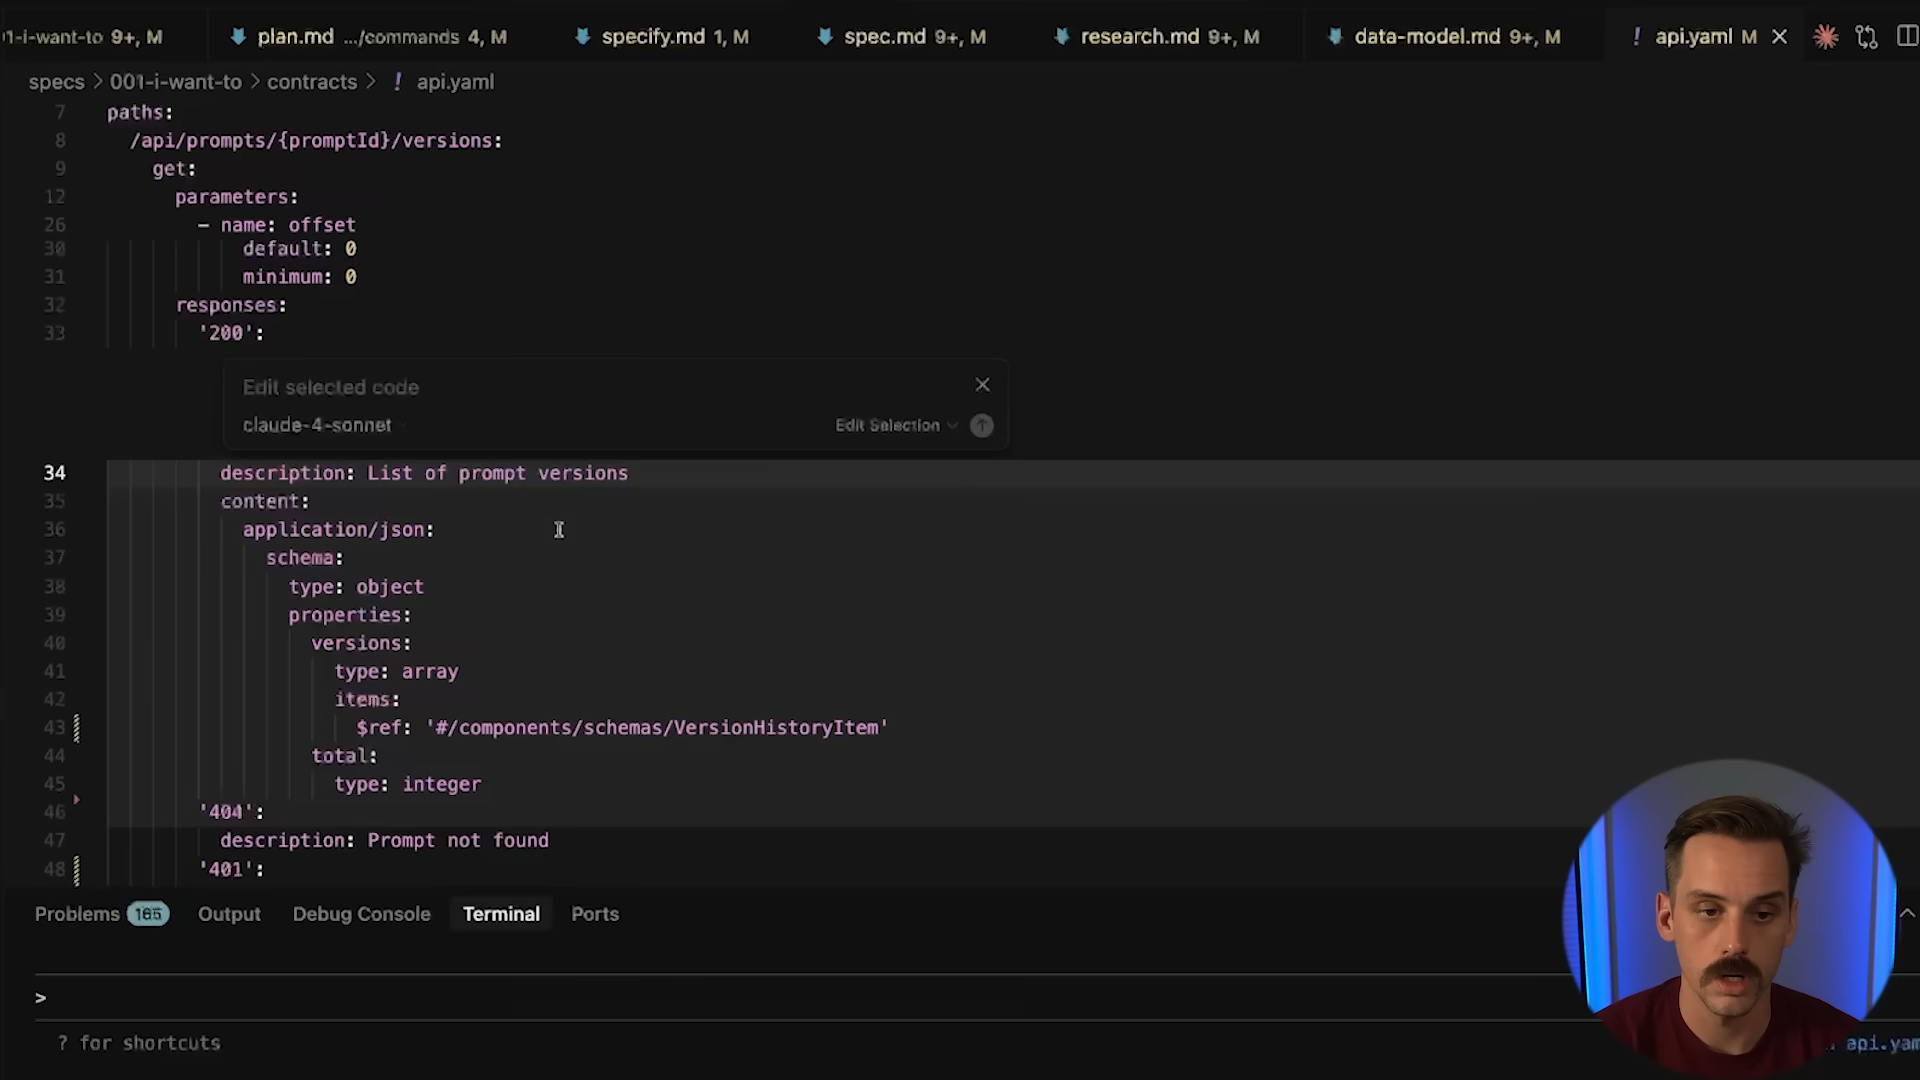 01-i-want-to 9+, M
plan.md .../commands 4, M
specify.md 1, M
spec.md 9+, M
research.md 9+, M
data-model.md 9+, M
! api.yaml M
specs > 001-i-want-to > contracts > ! api.yaml
7 paths:
8 /api/prompts/{promptId}/versions:
9 get:
12 parameters:
26 - name: offset
30 default: 0
31 minimum: 0
32 responses:
33 '200':
Edit selected code
claude-4-sonnet
Edit Selection
34 description: List of prompt versions
35 content:
36 application/json:
37 schema:
38 type: object
39 properties:
40 versions:
41 type: array
42 items:
43 $ref: '#/components/schemas/VersionHistoryItem'
44 total:
45 type: integer
46 '404':
47 description: Prompt not found
48 '401':
Problems 165 Output Debug Console Terminal Ports
>
? for shortcuts
api.yam